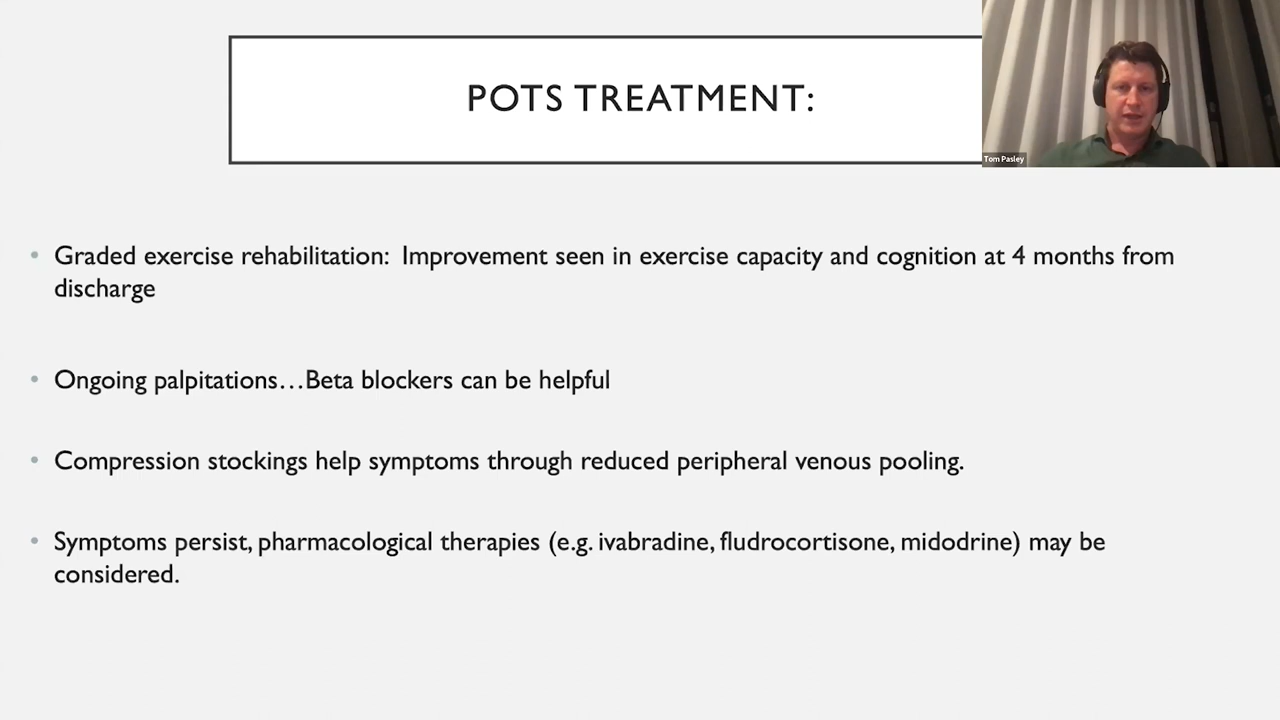 POTS TREATMENT:
Tom Pasley
• Graded exercise rehabilitation:  Improvement seen in exercise capacity and cognition at 4 months from
discharge
• Ongoing palpitations…Beta blockers can be helpful
• Compression stockings help symptoms through reduced peripheral venous pooling.
• Symptoms persist, pharmacological therapies (e.g. ivabradine, fludrocortisone, midodrine) may be
considered.